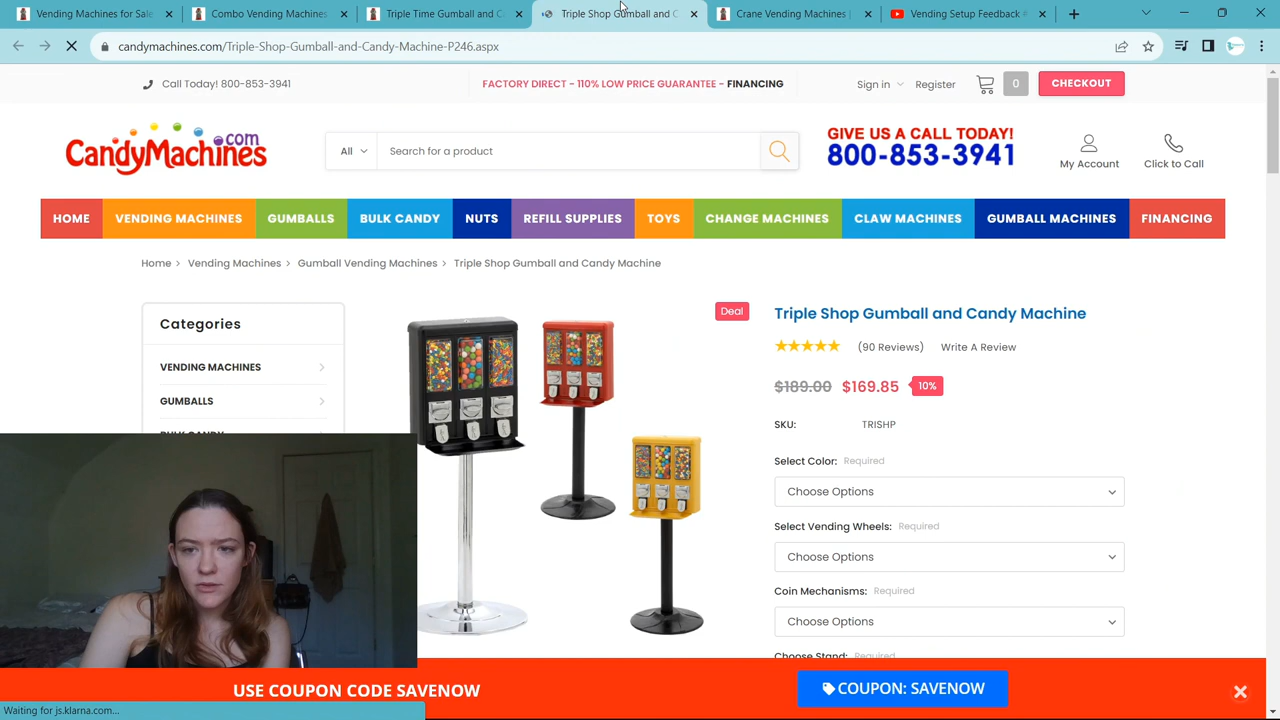 Vending Machines for Sale
Triple Time Gumball and C
Triple Shop Gumball and C
Crane Vending Machines
Vending Setup Feedback
candymachines.com/Triple-Shop-Gumball-and-Candy-Machine-P246.aspx
Call Today! 800-853-3941
FACTORY DIRECT - 110% LOW PRICE GUARANTEE - FINANCING
Sign in
Register
0
CHECKOUT
CandyMachines.com
All
Search for a product
GIVE US A CALL TODAY!
800-853-3941
My Account
Click to Call
HOME
VENDING MACHINES
GUMBALLS
BULK CANDY
NUTS
REFILL SUPPLIES
TOYS
CHANGE MACHINES
CLAW MACHINES
GUMBALL MACHINES
FINANCING
Home > Vending Machines > Gumball Vending Machines > Triple Shop Gumball and Candy Machine
Categories
VENDING MACHINES
GUMBALLS
BULK CANDY
Deal
Triple Shop Gumball and Candy Machine
(90 Reviews)
Write A Review
$189.00 $169.85 10%
SKU: TRISHP
Select Color: Required
Choose Options
Select Vending Wheels: Required
Choose Options
Coin Mechanisms: Required
Choose Options
Choose Stand: Required
USE COUPON CODE SAVENOW
COUPON: SAVENOW
Waiting for js.klarna.com...